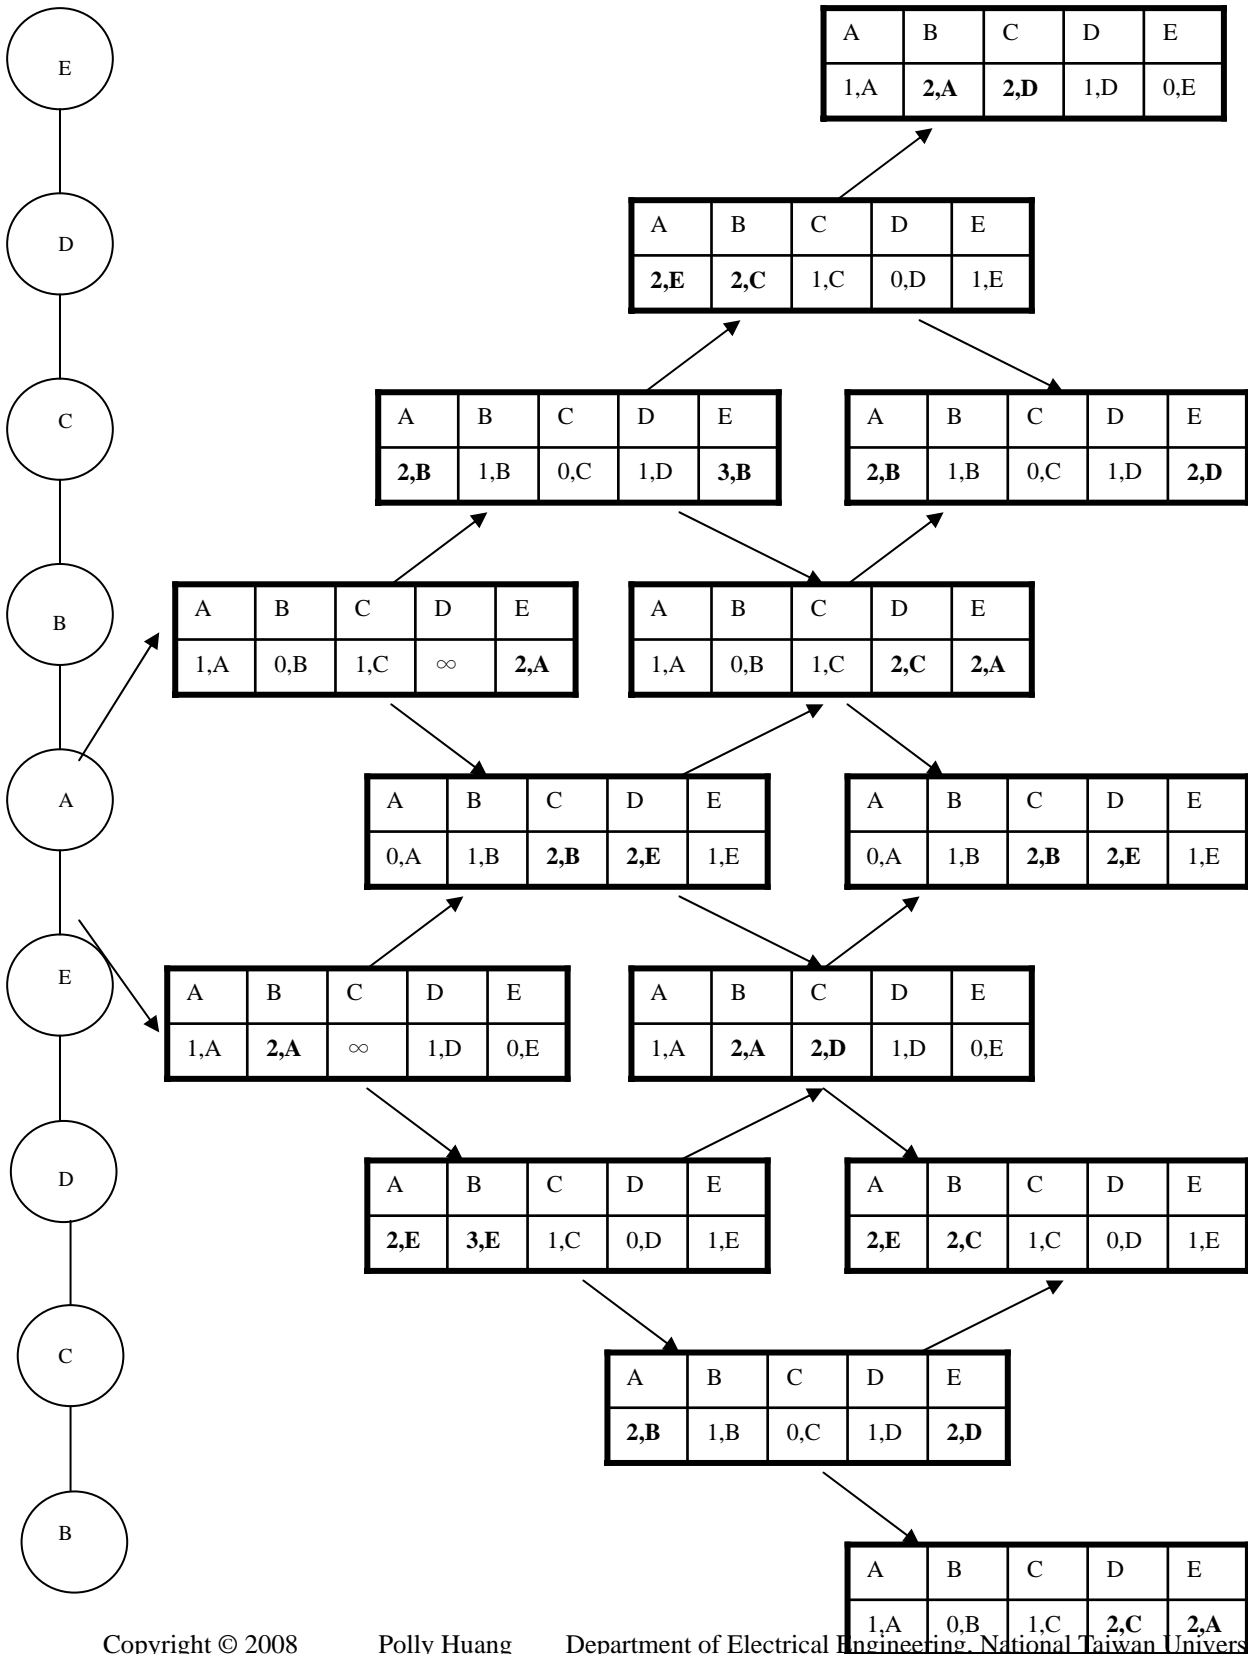 A B C D E
E
1,A 2,A 2,D 1,D 0,E
A B C D E
D
2,E 2,C 1,C 0,D 1,E
A B C D E
A B C D E
C
2,B 1,B 0,C 1,D 3,B
2,B 1,B 0,C 1,D 2,D
A B C D E
A B C D E
B
1,A 0,B 1,C ∞ 2,A
1,A 0,B 1,C 2,C 2,A
A B C D E
A B C D E
A
0,A 1,B 2,B 2,E 1,E
0,A 1,B 2,B 2,E 1,E
E
A B C D E
A B C D E
1,A 2,A ∞ 1,D 0,E
1,A 2,A 2,D 1,D 0,E
D
A B C D E
A B C D E
2,E 3,E 1,C 0,D 1,E
2,E 2,C 1,C 0,D 1,E
C
A B C D E
2,B 1,B 0,C 1,D 2,D
B
A B C D E
1,A 0,B 1,C 2,C 2,A
Copyright © 2008 Polly Huang Department of Electrical Engineering, National Taiwan Univers